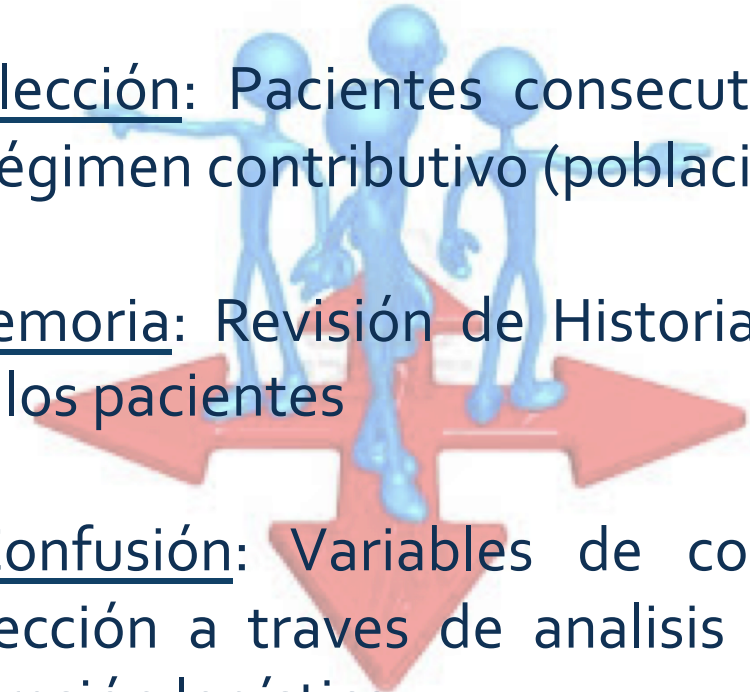 lección: Pacientes consecut
égimen contributivo (poblaci
emoria: Revisión de Historia
los pacientes
Confusión: Variables de co
ección a traves de analisis